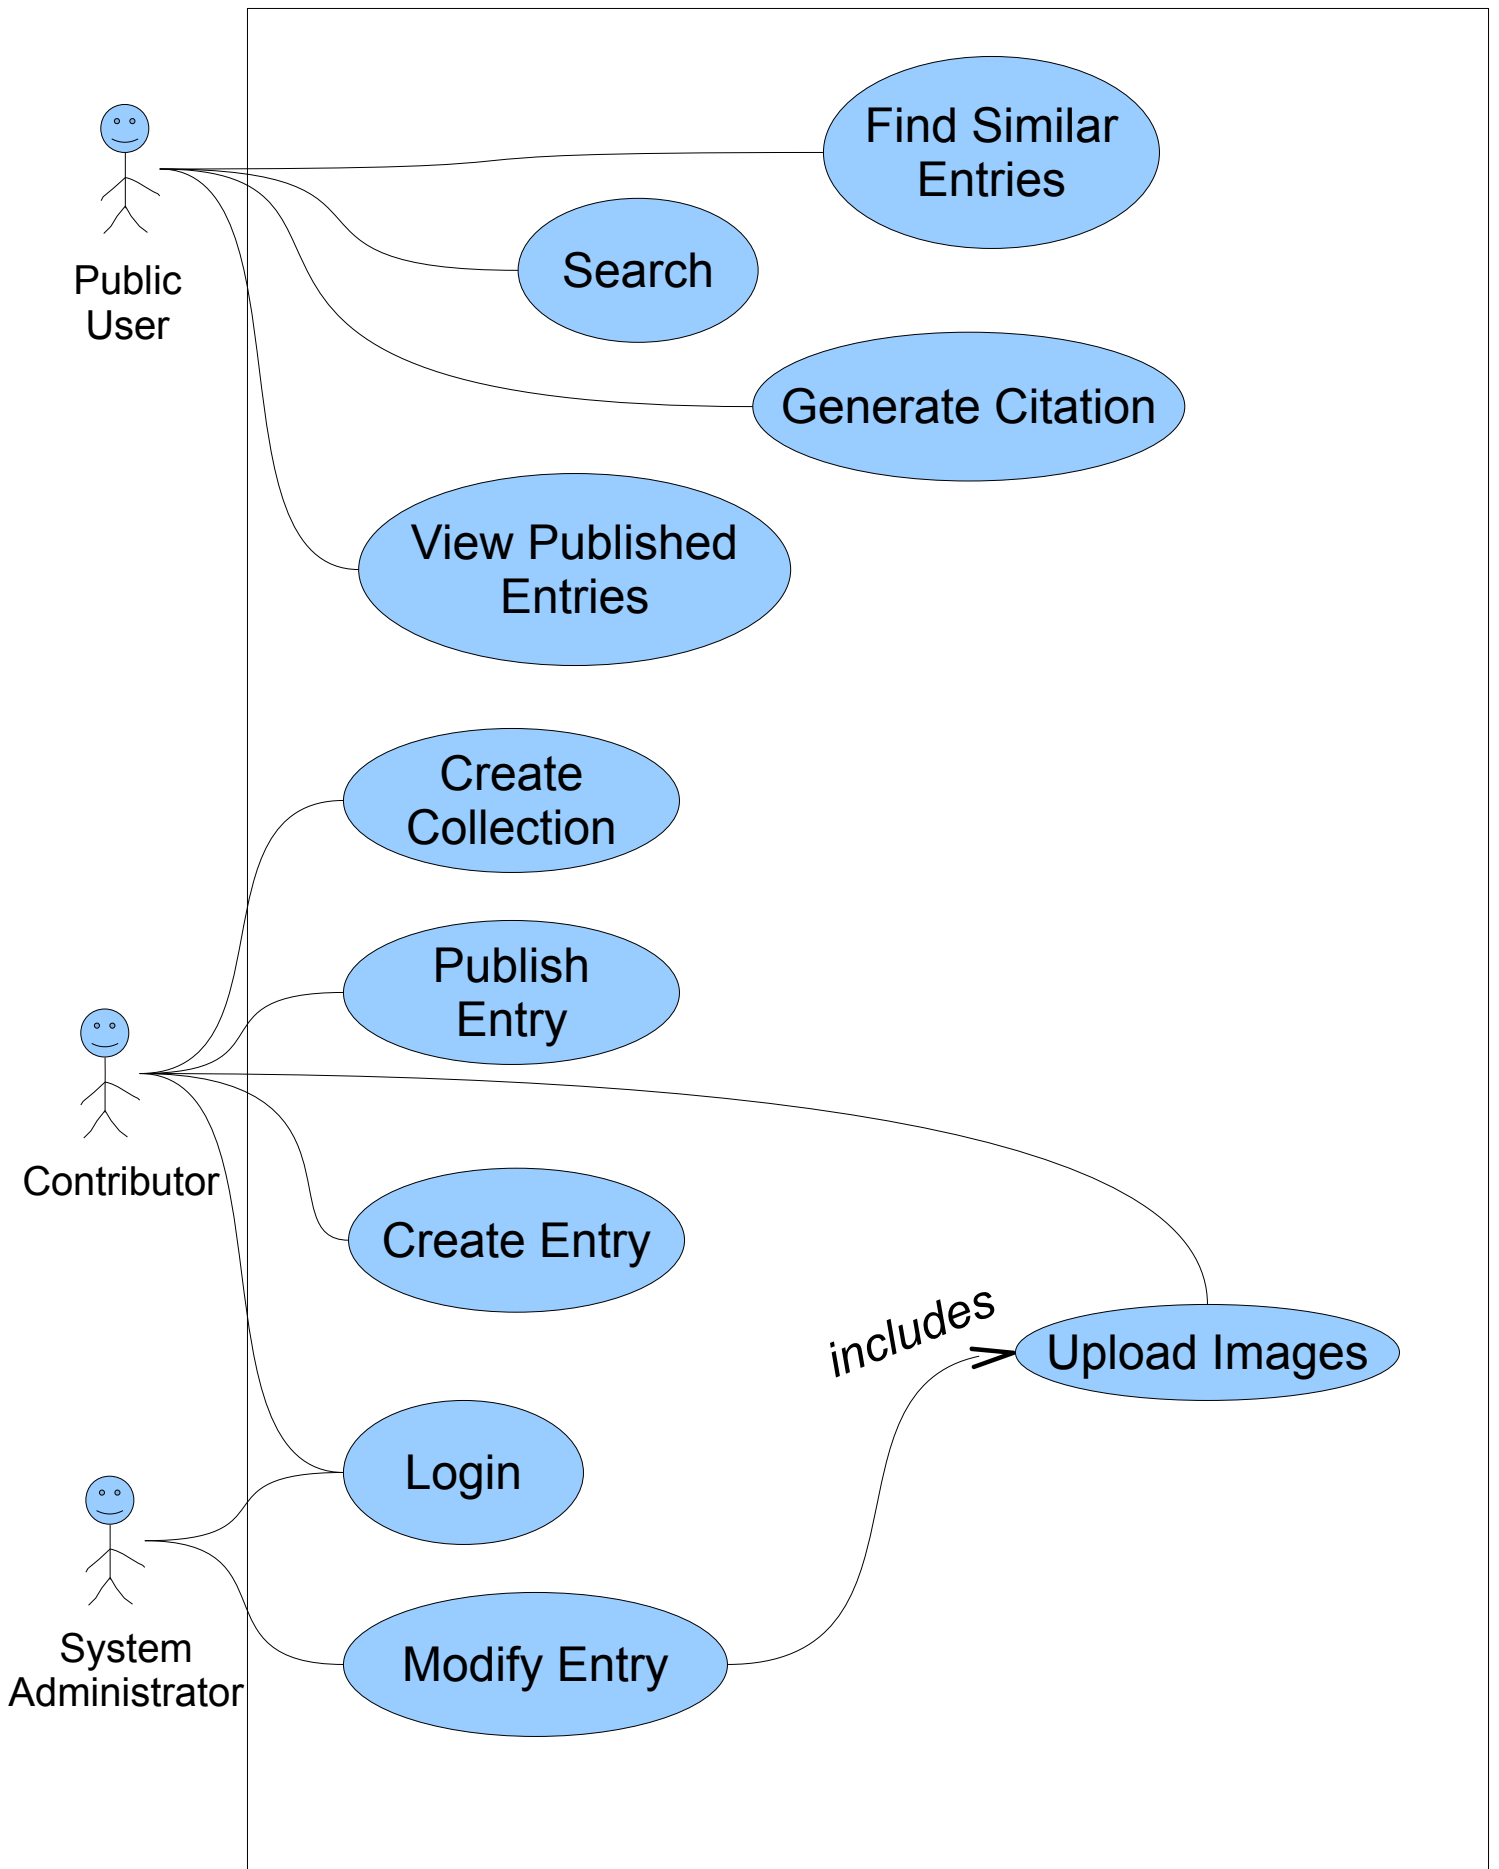 Find Similar
Entries
Public
User
Search
Generate Citation
View Published
Entries
Create
Collection
Publish
Entry
Contributor
Create Entry
includes
Upload Images
Login
System
Administrator
Modify Entry